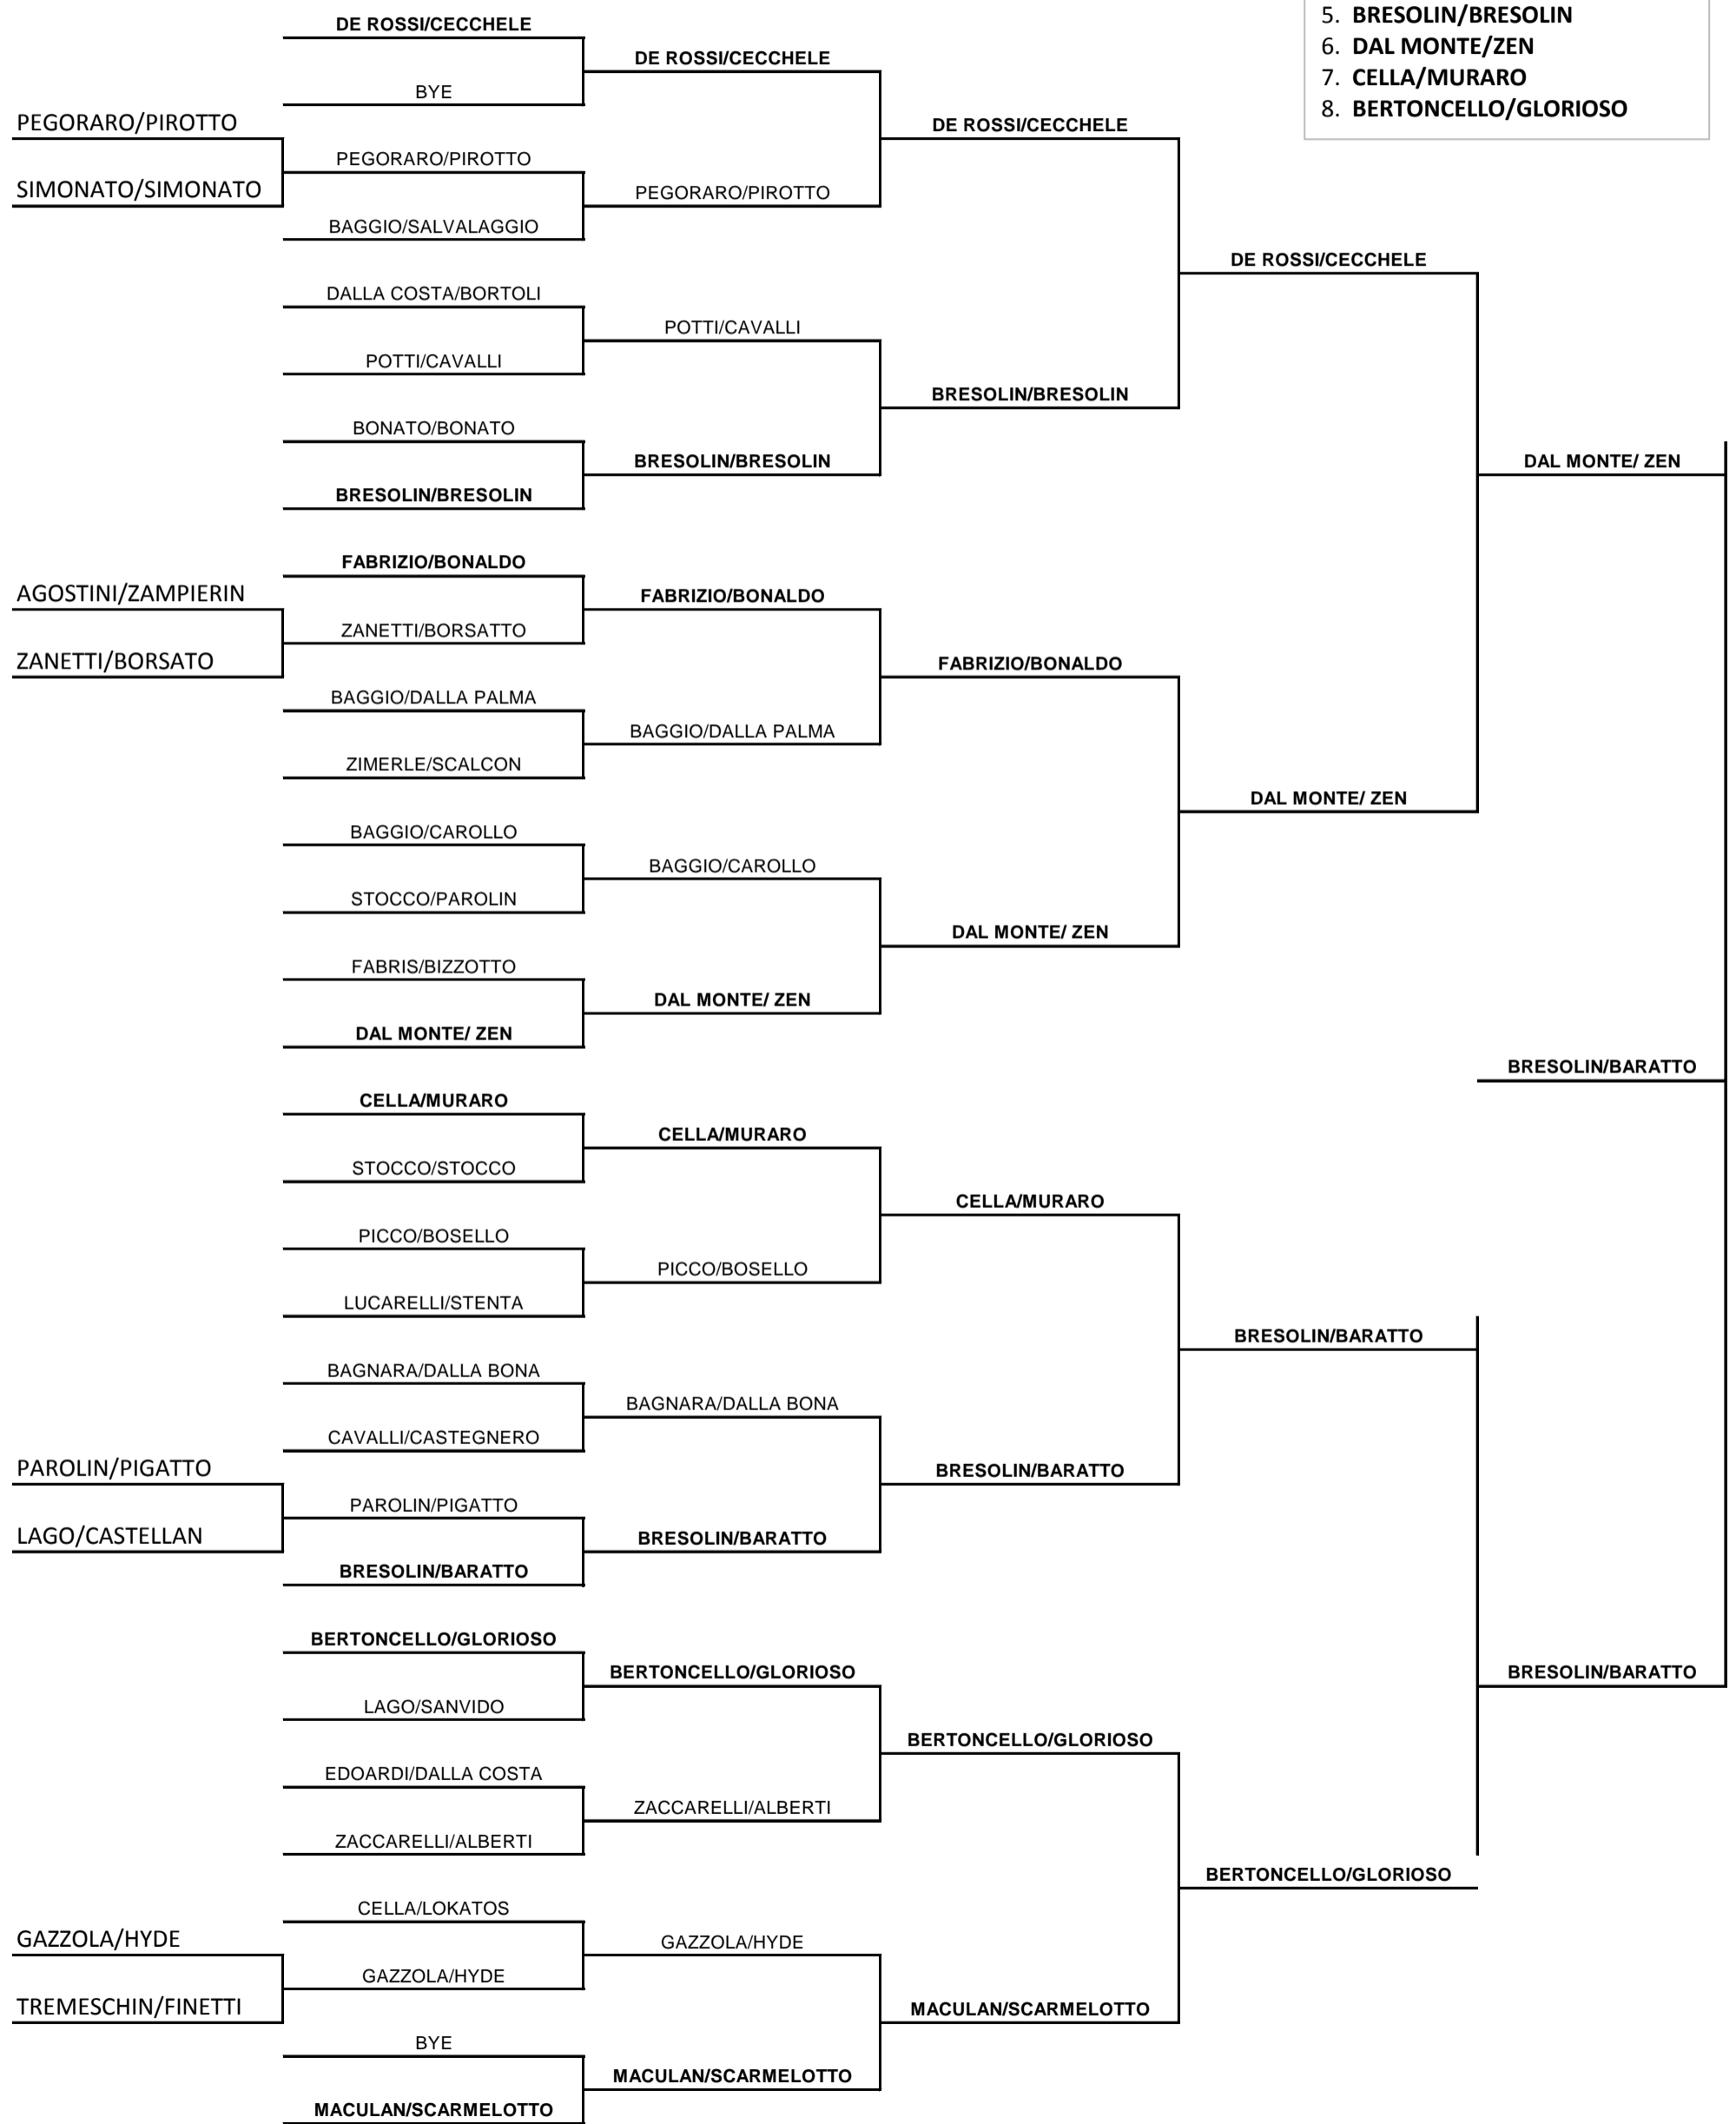 5. BRESOLIN/BRESOLIN
6. DAL MONTE/ZEN
7. CELLA/MURARO
8. BERTONCELLO/GLORIOSO
PEGORARO/PIROTTO
SIMONATO/SIMONATO
AGOSTINI/ZAMPIERIN
ZANETTI/BORSATO
PAROLIN/PIGATTO
LAGO/CASTELLAN
GAZZOLA/HYDE
TREMESCHIN/FINETTI
DE ROSSI/CECCHELE
BYE
PEGORARO/PIROTTO
BAGGIO/SALVALAGGIO
DALLA COSTA/BORTOLI
POTTI/CAVALLI
BONATO/BONATO
BRESOLIN/BRESOLIN
FABRIZIO/BONALDO
ZANETTI/BORSATTO
BAGGIO/DALLA PALMA
ZIMERLE/SCALCON
BAGGIO/CAROLLO
STOCCO/PAROLIN
FABRIS/BIZZOTTO
DAL MONTE/ ZEN
CELLA/MURARO
STOCCO/STOCCO
PICCO/BOSELLO
LUCARELLI/STENTA
BAGNARA/DALLA BONA
CAVALLI/CASTEGNERO
PAROLIN/PIGATTO
BRESOLIN/BARATTO
BERTONCELLO/GLORIOSO
LAGO/SANVIDO
EDOARDI/DALLA COSTA
ZACCARELLI/ALBERTI
CELLA/LOKATOS
GAZZOLA/HYDE
BYE
MACULAN/SCARMELOTTO
DE ROSSI/CECCHELE
PEGORARO/PIROTTO
POTTI/CAVALLI
BRESOLIN/BRESOLIN
FABRIZIO/BONALDO
BAGGIO/DALLA PALMA
BAGGIO/CAROLLO
DAL MONTE/ ZEN
CELLA/MURARO
PICCO/BOSELLO
BAGNARA/DALLA BONA
BRESOLIN/BARATTO
BERTONCELLO/GLORIOSO
ZACCARELLI/ALBERTI
GAZZOLA/HYDE
MACULAN/SCARMELOTTO
DE ROSSI/CECCHELE
BRESOLIN/BRESOLIN
FABRIZIO/BONALDO
DAL MONTE/ ZEN
CELLA/MURARO
BRESOLIN/BARATTO
BERTONCELLO/GLORIOSO
MACULAN/SCARMELOTTO
DE ROSSI/CECCHELE
DAL MONTE/ ZEN
BRESOLIN/BARATTO
BERTONCELLO/GLORIOSO
DAL MONTE/ ZEN
BRESOLIN/BARATTO
BRESOLIN/BARATTO